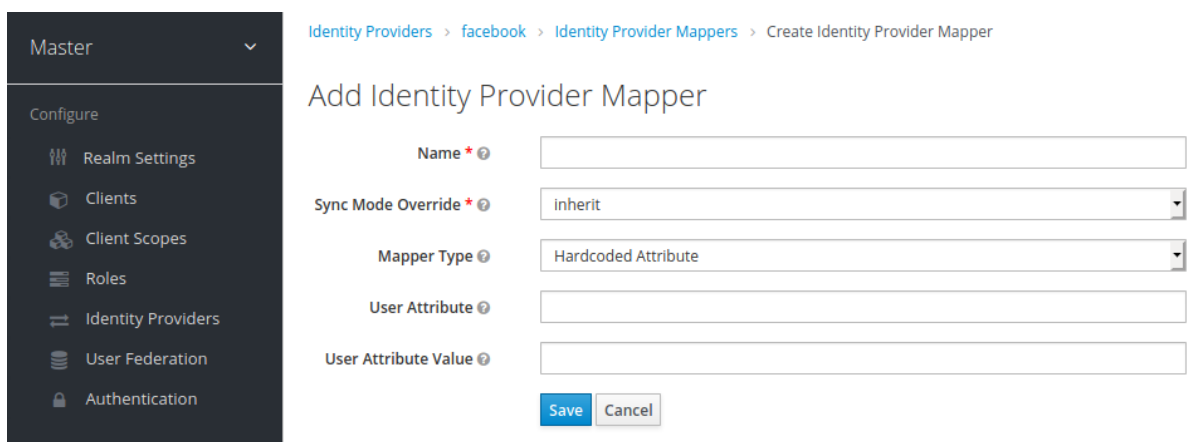 Master
Configure
Realm Settings
Clients
Client Scopes
Roles
Identity Providers
User Federation
Authentication
Identity Providers > facebook > Identity Provider Mappers > Create Identity Provider Mapper
Add Identity Provider Mapper
Name *
Sync Mode Override * inherit
Mapper Type Hardcoded Attribute
User Attribute
User Attribute Value
Save Cancel